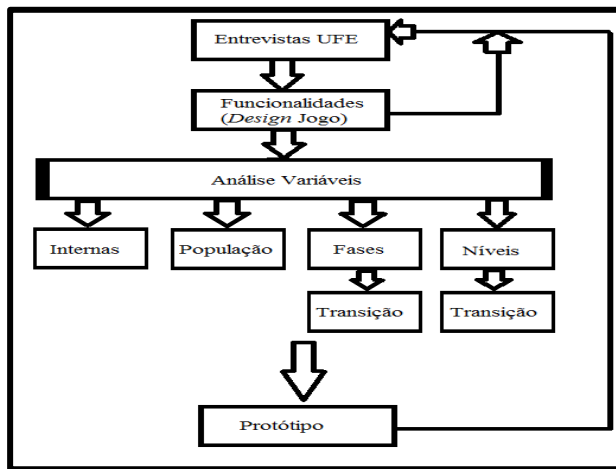 Entrevistas UFE
Funcionalidades
(Design Jogo)
Análise Variáveis
Internas
População
Fases
Níveis
Transição
Transição
Protótipo